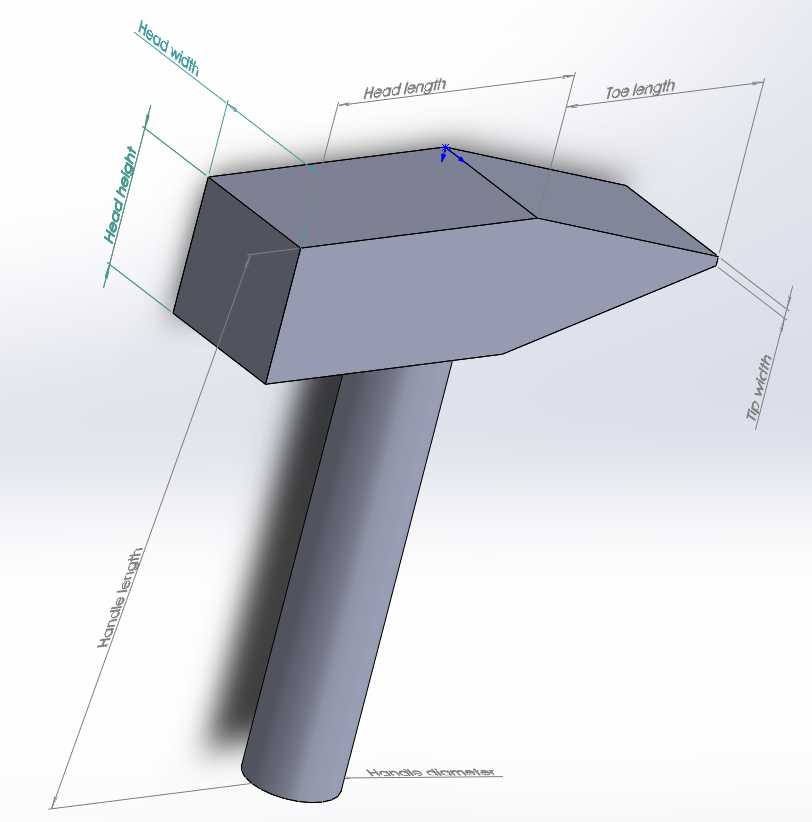 Head width
Head length
Toe length
Head height
Tip width
Handle length
Handle diameter